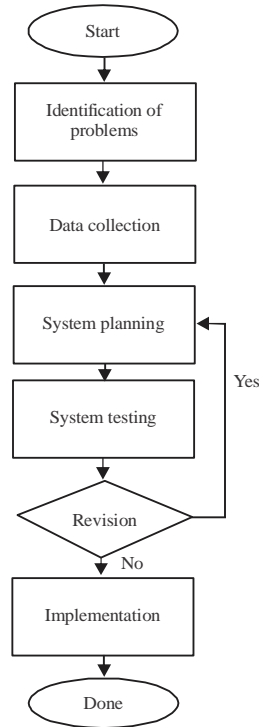 Start
Identification of
problems
Data collection
System planning
Yes
System testing
Revision
No
Implementation
Done